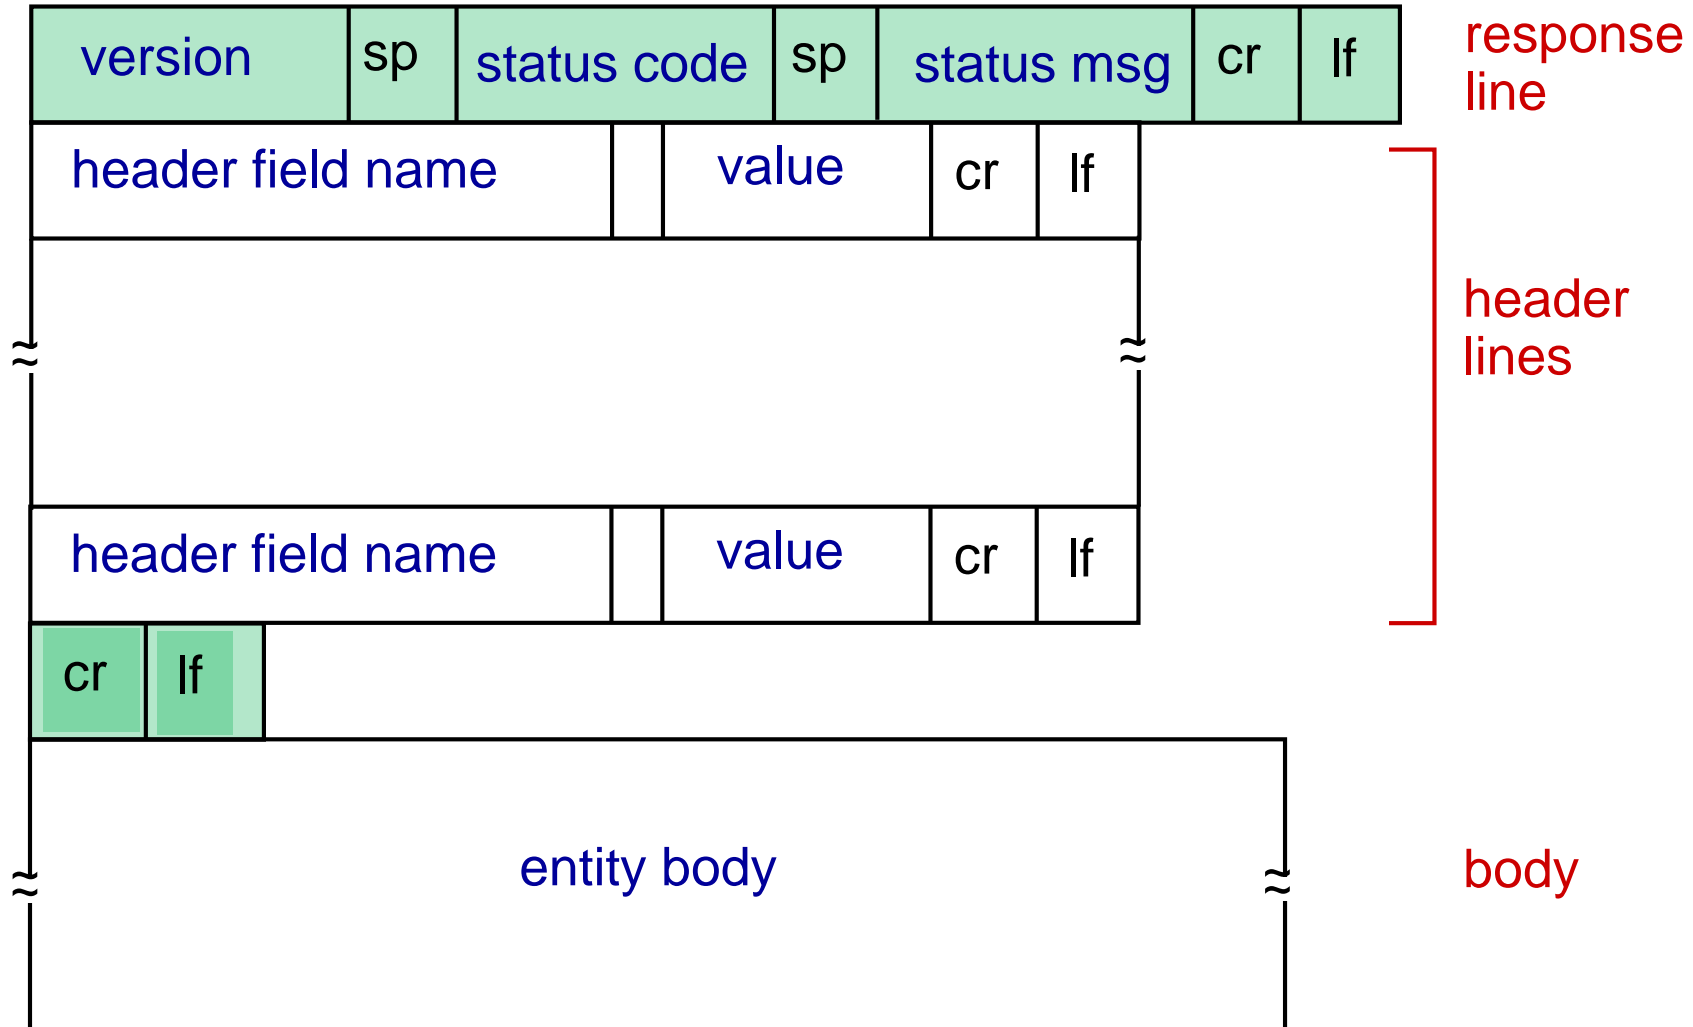 version sp status code sp status msg cr lf
response
line
header field name value cr lf
header
lines
header field name value cr lf
cr lf
entity body
body